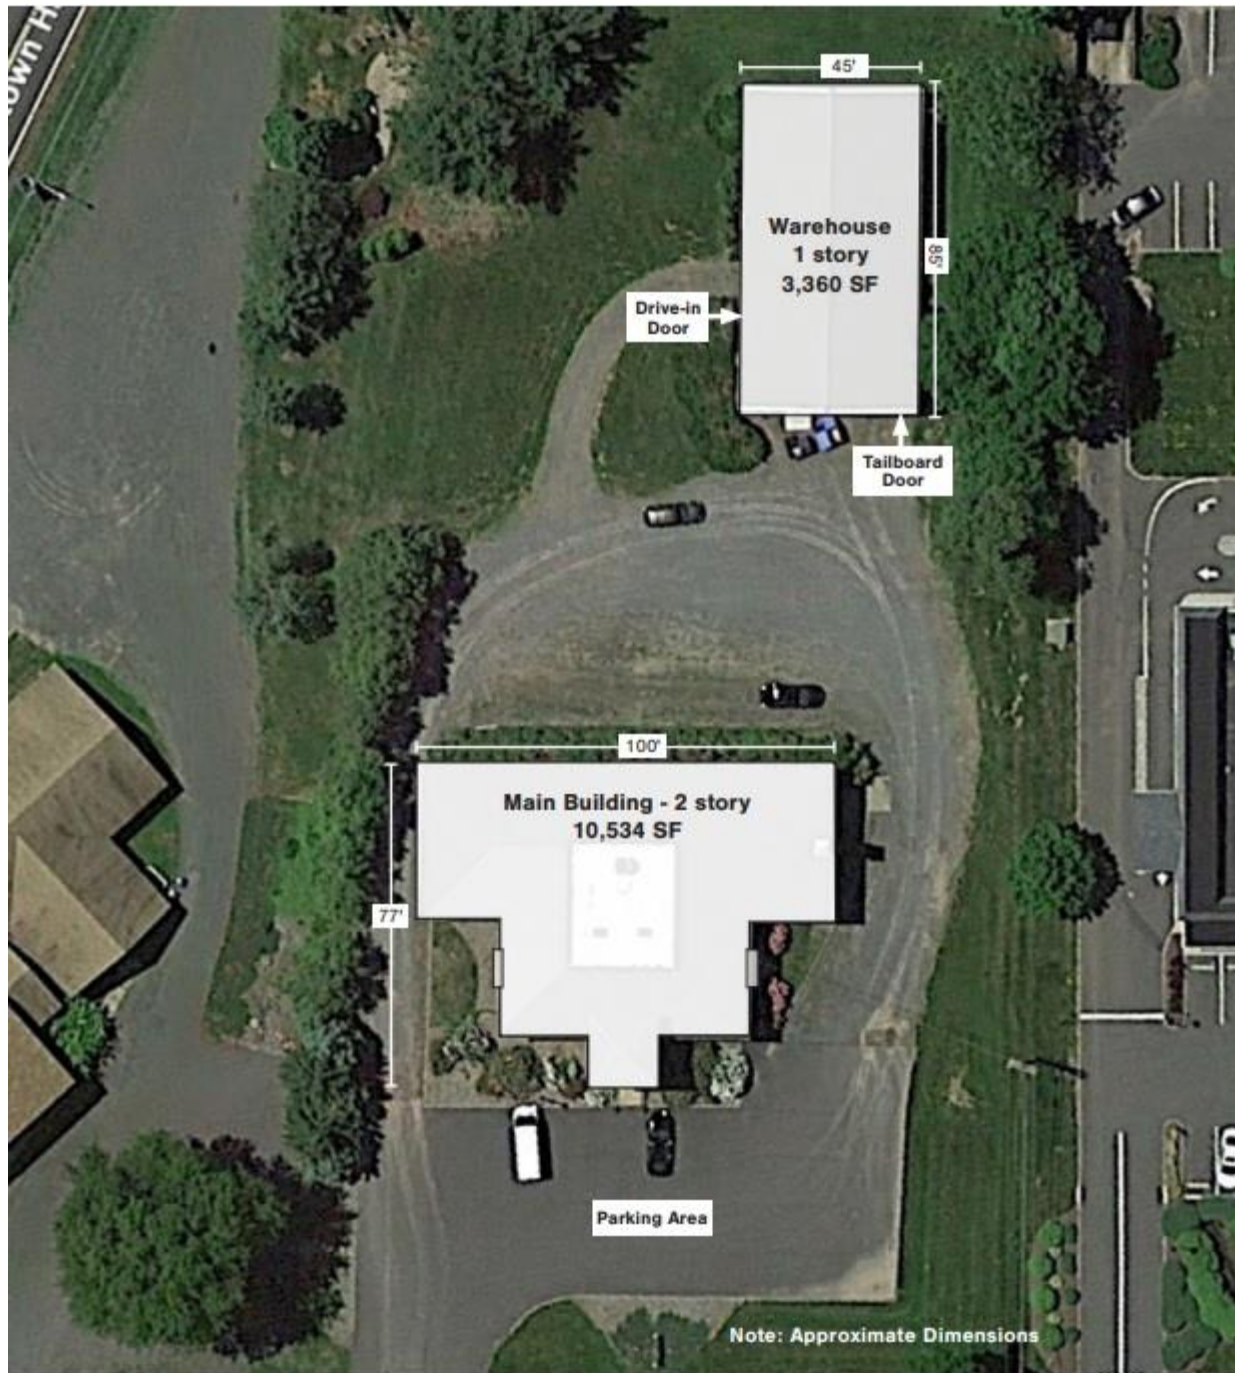 45'
Warehouse
1 story
3,360 SF
85'
Drive-in
Door
Tailboard
Door
100'
Main Building - 2 story
10,534 SF
77'
Parking Area
Note: Approximate Dimensions